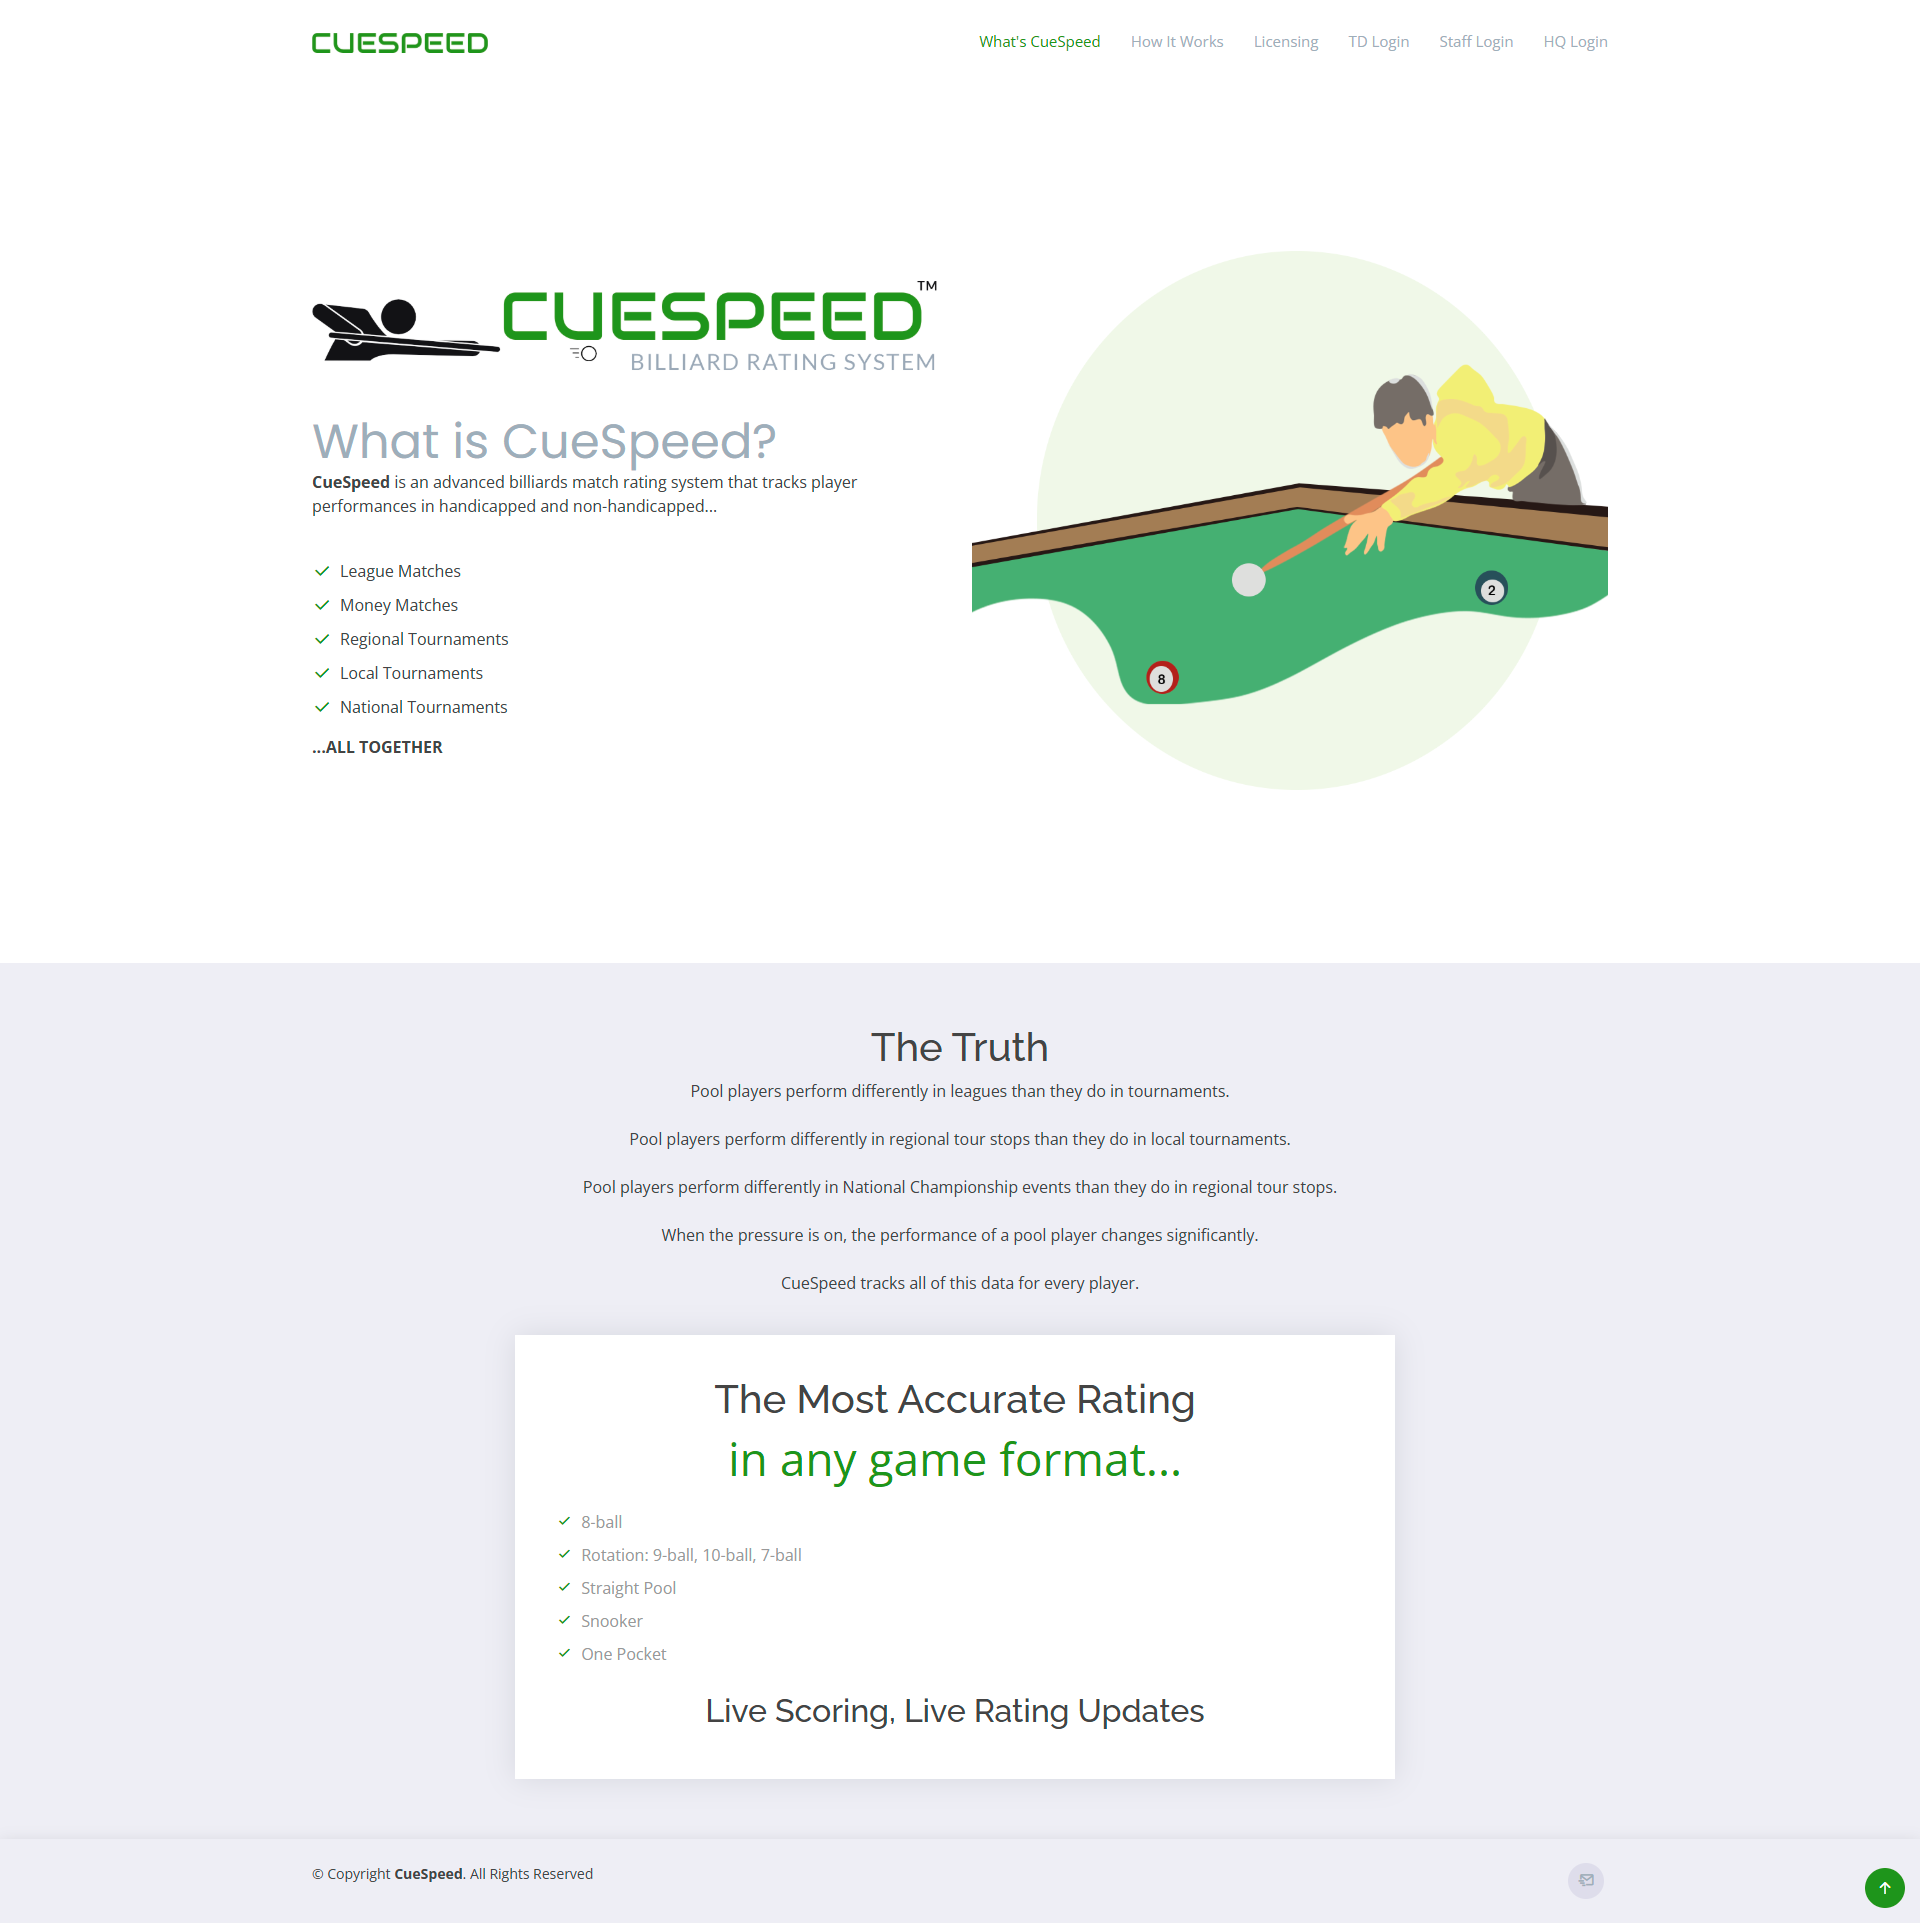 CUESPEED
What's CueSpeed
How It Works
Licensing
TD Login
Staff Login
HQ Login
CUESPEED™
BILLIARD RATING SYSTEM
What is CueSpeed?
CueSpeed is an advanced billiards match rating system that tracks player
performances in handicapped and non-handicapped...
League Matches
Money Matches
Regional Tournaments
Local Tournaments
National Tournaments
...ALL TOGETHER
2
8
The Truth
Pool players perform differently in leagues than they do in tournaments.
Pool players perform differently in regional tour stops than they do in local tournaments.
Pool players perform differently in National Championship events than they do in regional tour stops.
When the pressure is on, the performance of a pool player changes significantly.
CueSpeed tracks all of this data for every player.
The Most Accurate Rating
in any game format...
8-ball
Rotation: 9-ball, 10-ball, 7-ball
Straight Pool
Snooker
One Pocket
Live Scoring, Live Rating Updates
© Copyright CueSpeed. All Rights Reserved